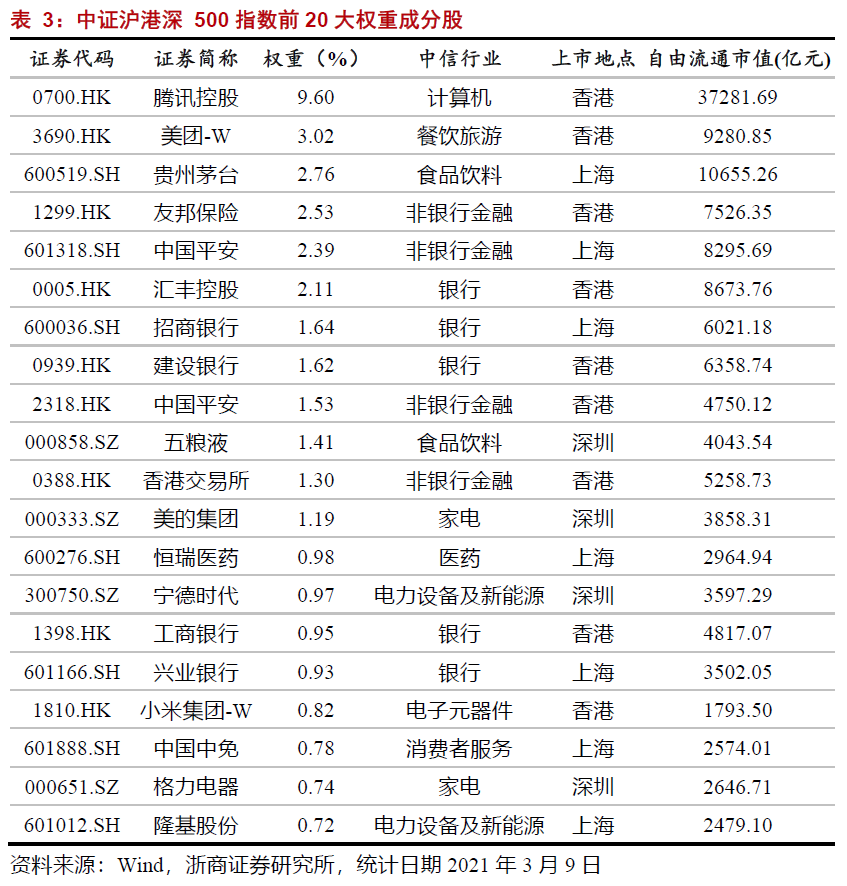 表 3：中证沪港深 500 指数前 20 大权重成分股
证券代码 证券简称 权重（%） 中信行业 上市地点 自由流通市值(亿元)
0700.HK 腾讯控股 9.60 计算机 香港 37281.69
3690.HK 美团-W 3.02 餐饮旅游 香港 9280.85
600519.SH 贵州茅台 2.76 食品饮料 上海 10655.26
1299.HK 友邦保险 2.53 非银行金融 香港 7526.35
601318.SH 中国平安 2.39 非银行金融 上海 8295.69
0005.HK 汇丰控股 2.11 银行 香港 8673.76
600036.SH 招商银行 1.64 银行 上海 6021.18
0939.HK 建设银行 1.62 银行 香港 6358.74
2318.HK 中国平安 1.53 非银行金融 香港 4750.12
000858.SZ 五粮液 1.41 食品饮料 深圳 4043.54
0388.HK 香港交易所 1.30 非银行金融 香港 5258.73
000333.SZ 美的集团 1.19 家电 深圳 3858.31
600276.SH 恒瑞医药 0.98 医药 上海 2964.94
300750.SZ 宁德时代 0.97 电力设备及新能源 深圳 3597.29
1398.HK 工商银行 0.95 银行 香港 4817.07
601166.SH 兴业银行 0.93 银行 上海 3502.05
1810.HK 小米集团-W 0.82 电子元器件 香港 1793.50
601888.SH 中国中免 0.78 消费者服务 上海 2574.01
000651.SZ 格力电器 0.74 家电 深圳 2646.71
601012.SH 隆基股份 0.72 电力设备及新能源 上海 2479.10
资料来源：Wind，浙商证券研究所，统计日期 2021 年 3 月 9 日